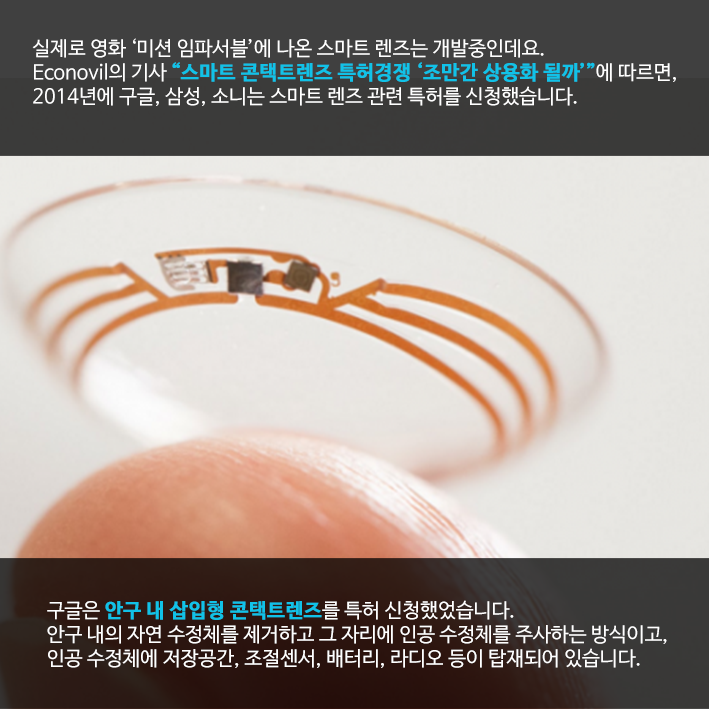 실제로 영화 ‘미션 임파서블’에 나온 스마트 렌즈는 개발중인데요.
Econovil의 기사 “스마트 콘택트렌즈 특허경쟁 ‘조만간 상용화 될까’”에 따르면,
2014년에 구글, 삼성, 소니는 스마트 렌즈 관련 특허를 신청했습니다.
구글은 안구 내 삽입형 콘택트렌즈를 특허 신청했었습니다.
안구 내의 자연 수정체를 제거하고 그 자리에 인공 수정체를 주사하는 방식이고,
인공 수정체에 저장공간, 조절센서, 배터리, 라디오 등이 탑재되어 있습니다.